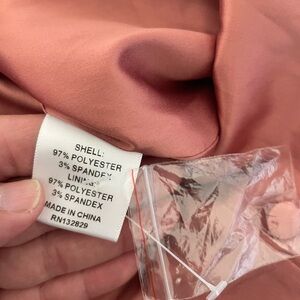 SHELL:
97% POLYESTER
3% SPANDEX
LINING:
97% POLYESTER
3% SPANDEX
MADE IN CHINA
RN132829